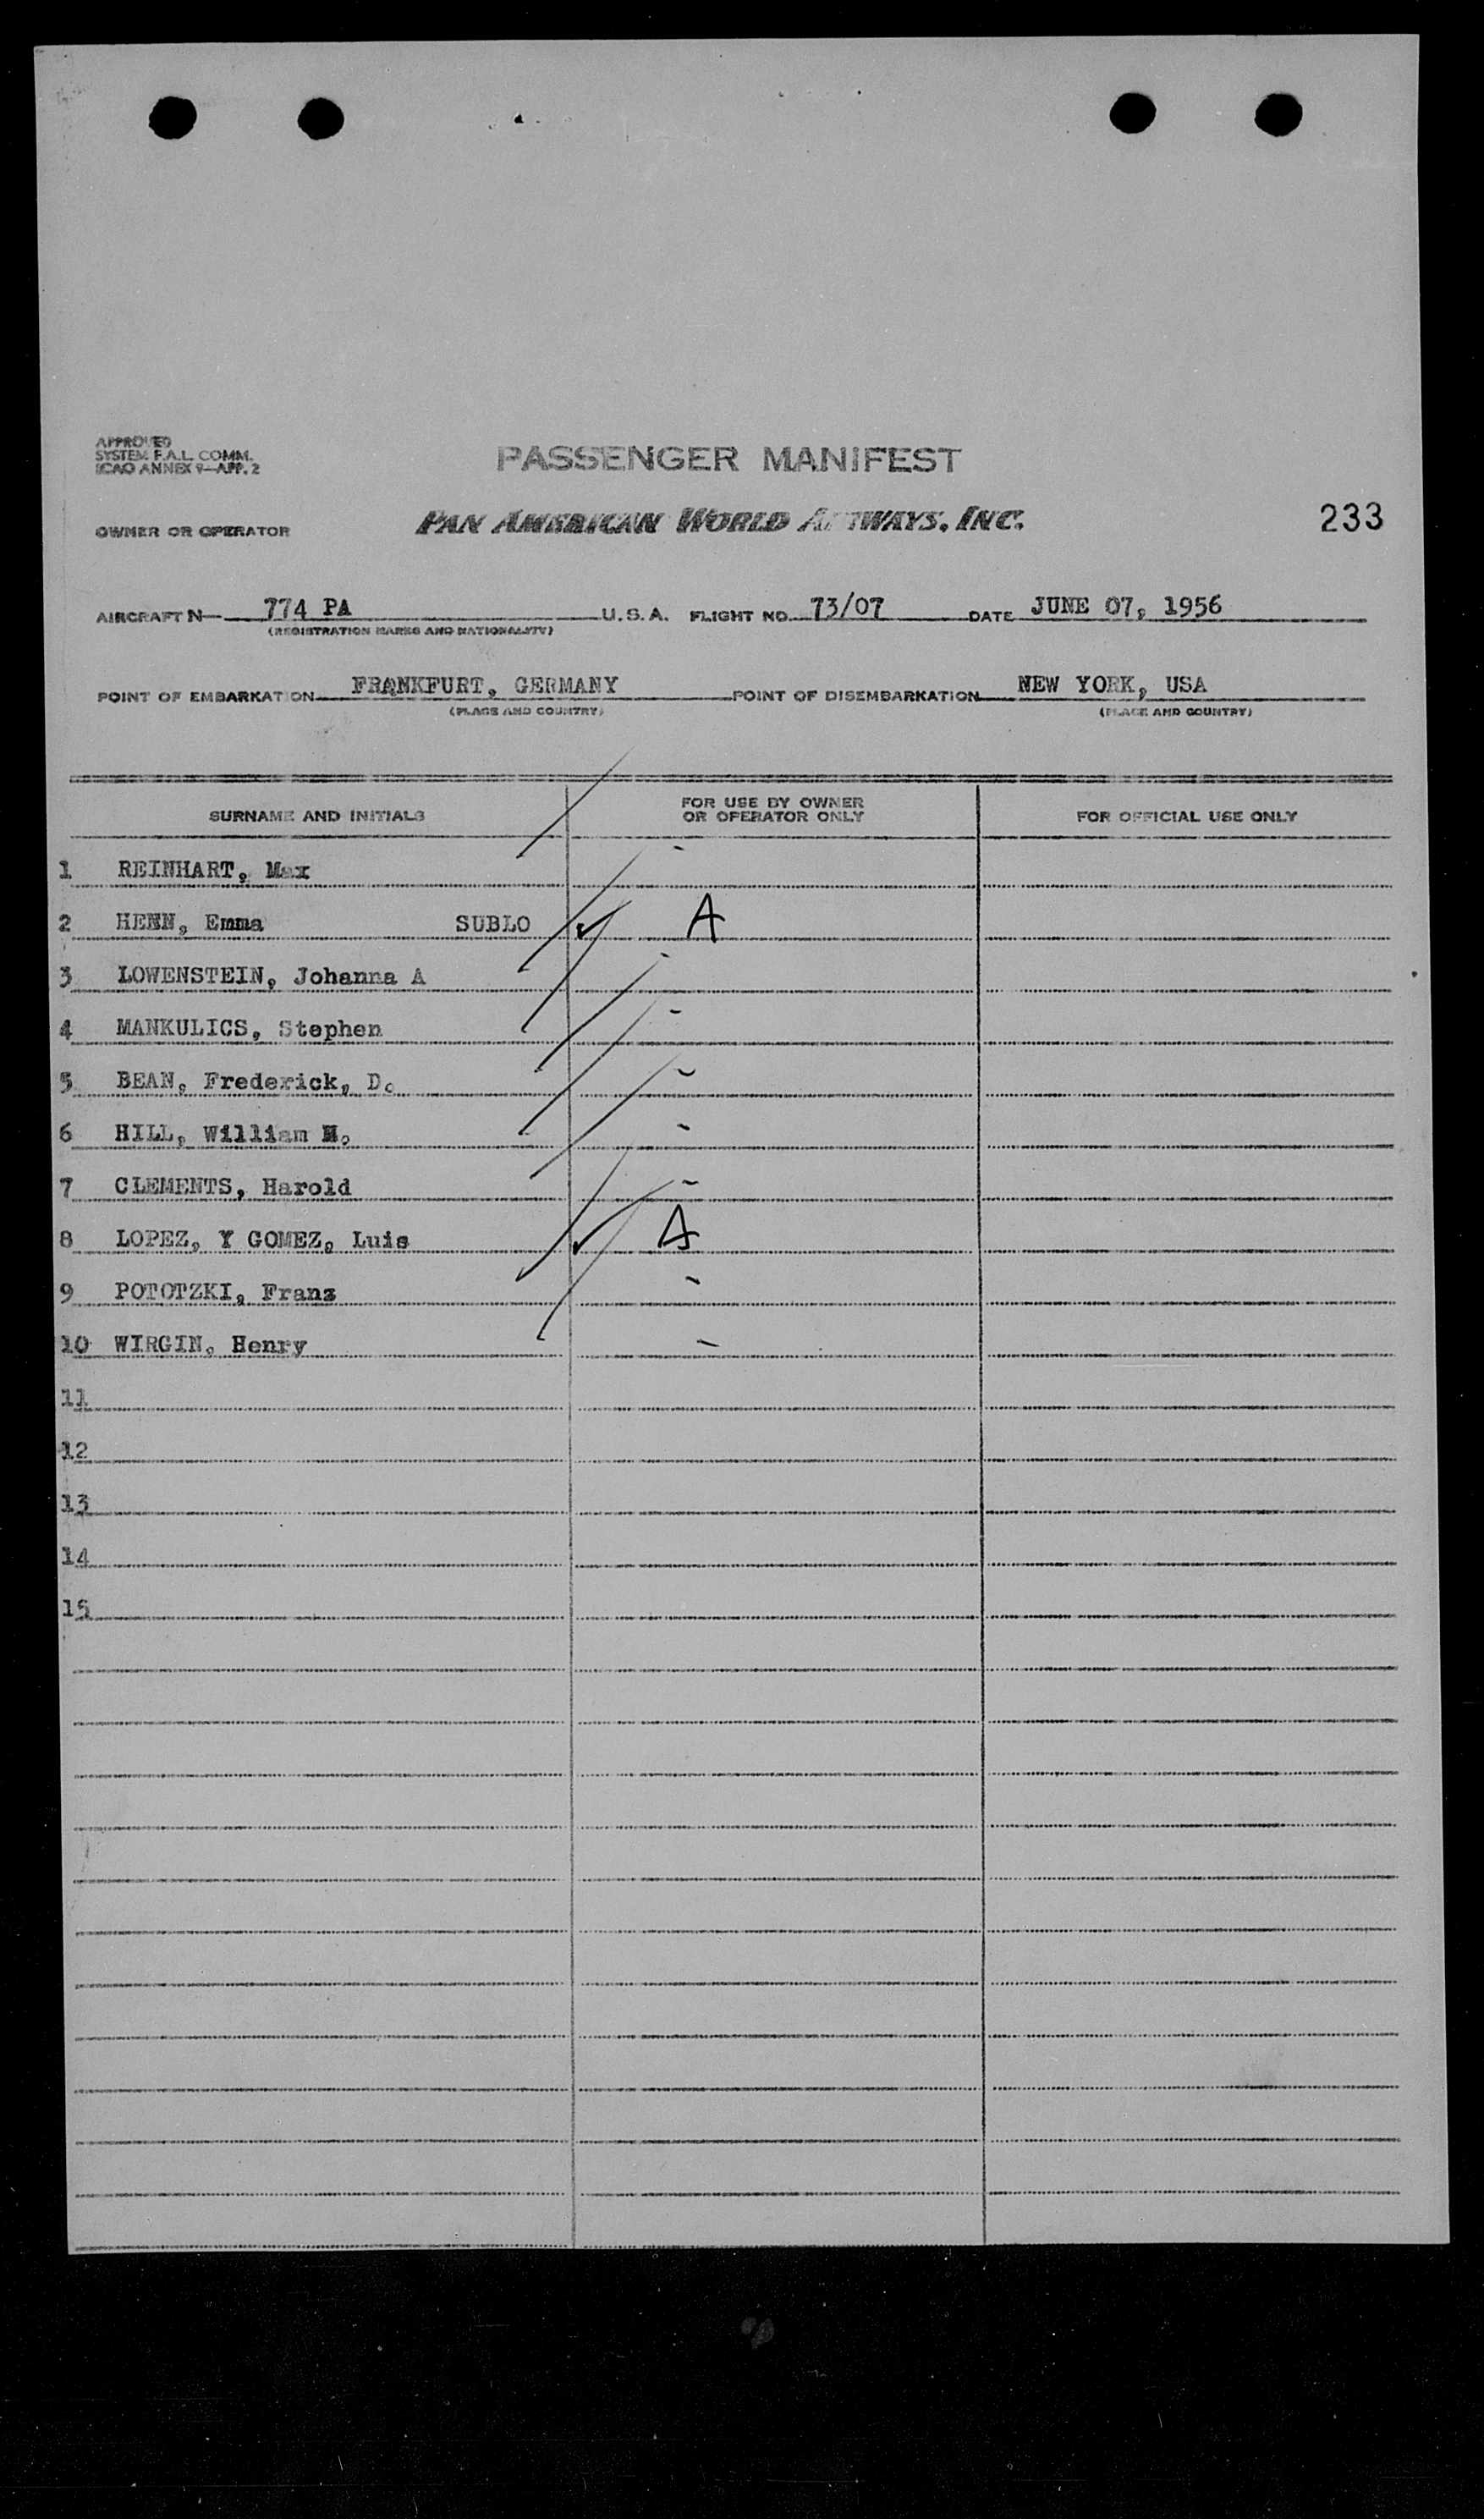 APPROVED
SYSTEM F.A.L. COMM.
ICAO ANNEX 9—APP. 2
PASSENGER MANIFEST
OWNER OR OPERATOR PAN AMERICAN WORLD AIRWAYS, INC. 233
AIRCRAFT N— 774 PA U.S.A. FLIGHT NO. 73/07 DATE JUNE 07, 1956
(REGISTRATION MARKS AND NATIONALITY)
POINT OF EMBARKATION FRANKFURT, GERMANY POINT OF DISEMBARKATION NEW YORK, USA
(PLACE AND COUNTRY) (PLACE AND COUNTRY)
SURNAME AND INITIALS FOR USE BY OWNER OR OPERATOR ONLY FOR OFFICIAL USE ONLY
1 REINHART, Max -
2 HENN, Emma SUBLO ✓ A
3 LOWENSTEIN, Johanna A -
4 MANKULICS, Stephen -
5 BEAN, Frederick, D. -
6 HILL, William M. -
7 CLEMENTS, Harold -
8 LOPEZ, Y GOMEZ, Luis ✓ A
9 POTOTZKI, Franz -
10 WIRGIN, Henry -
11
12
13
14
15